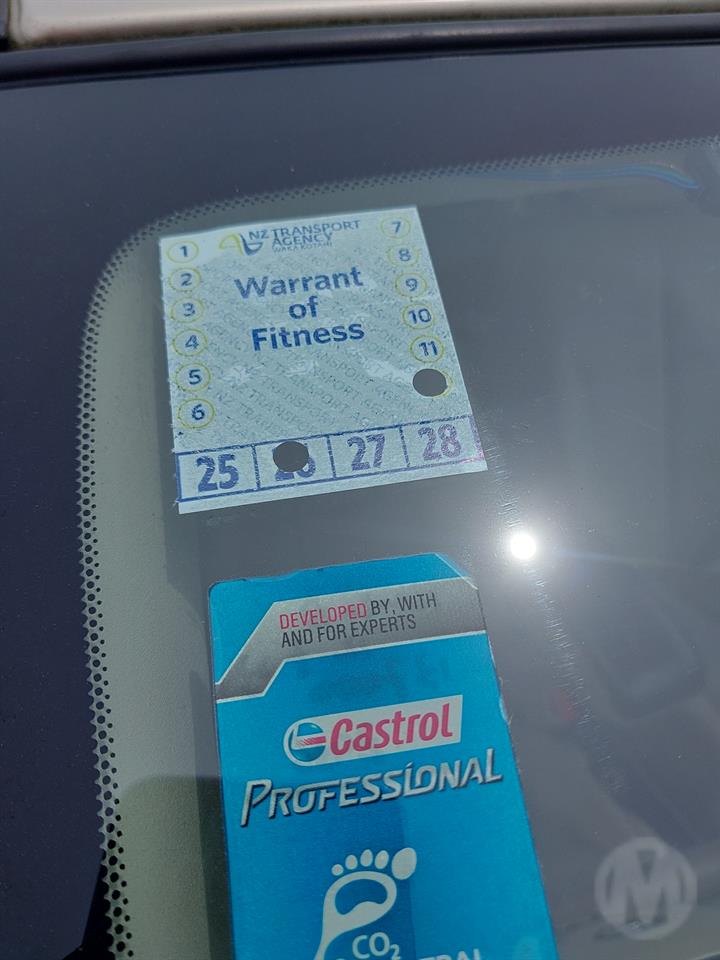 NZ TRANSPORT
AGENCY
WAKA KOTAHI
1
2
3
4
5
6
7
8
9
10
11
Warrant
of
Fitness
25
27
28
DEVELOPED BY, WITH
AND FOR EXPERTS
Castrol
PROFESSIONAL
CO2
M